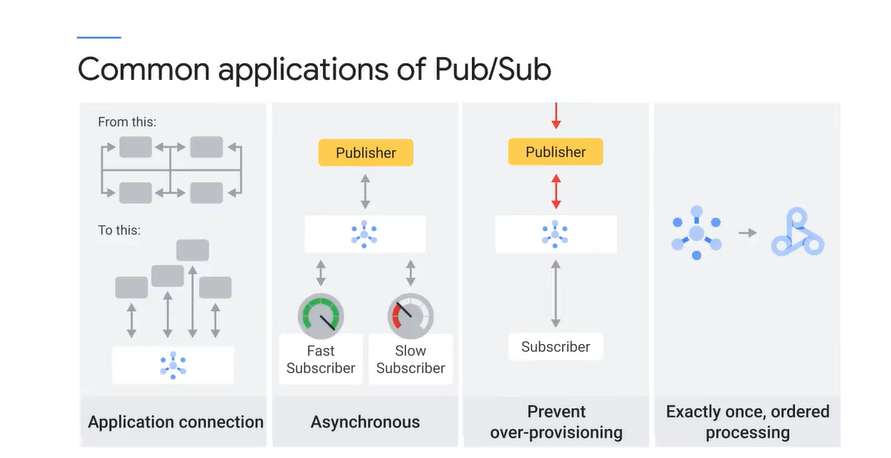 Common applications of Pub/Sub
From this:
To this:
Application connection
Publisher
Fast
Subscriber
Slow
Subscriber
Asynchronous
Publisher
Subscriber
Prevent
over-provisioning
Exactly once, ordered
processing